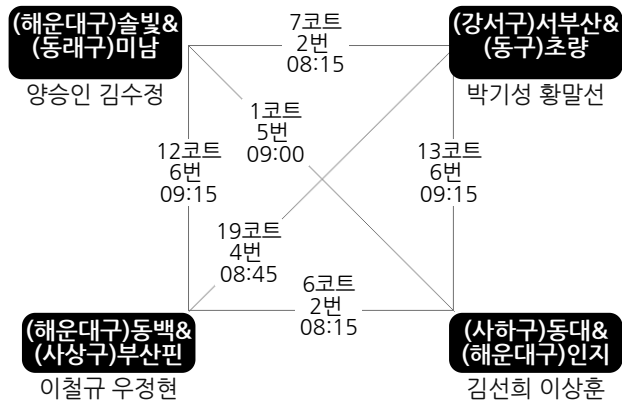 (해운대구)솔빛&
(동래구)미남
양승인 김수정
7코트
2번
08:15
(강서구)서부산&
(동구)초량
박기성 황말선
1코트
5번
09:00
12코트
6번
09:15
13코트
6번
09:15
19코트
4번
08:45
6코트
2번
08:15
(해운대구)동백&
(사상구)부산핀
이철규 우정현
(사하구)동대&
(해운대구)인지
김선희 이상훈